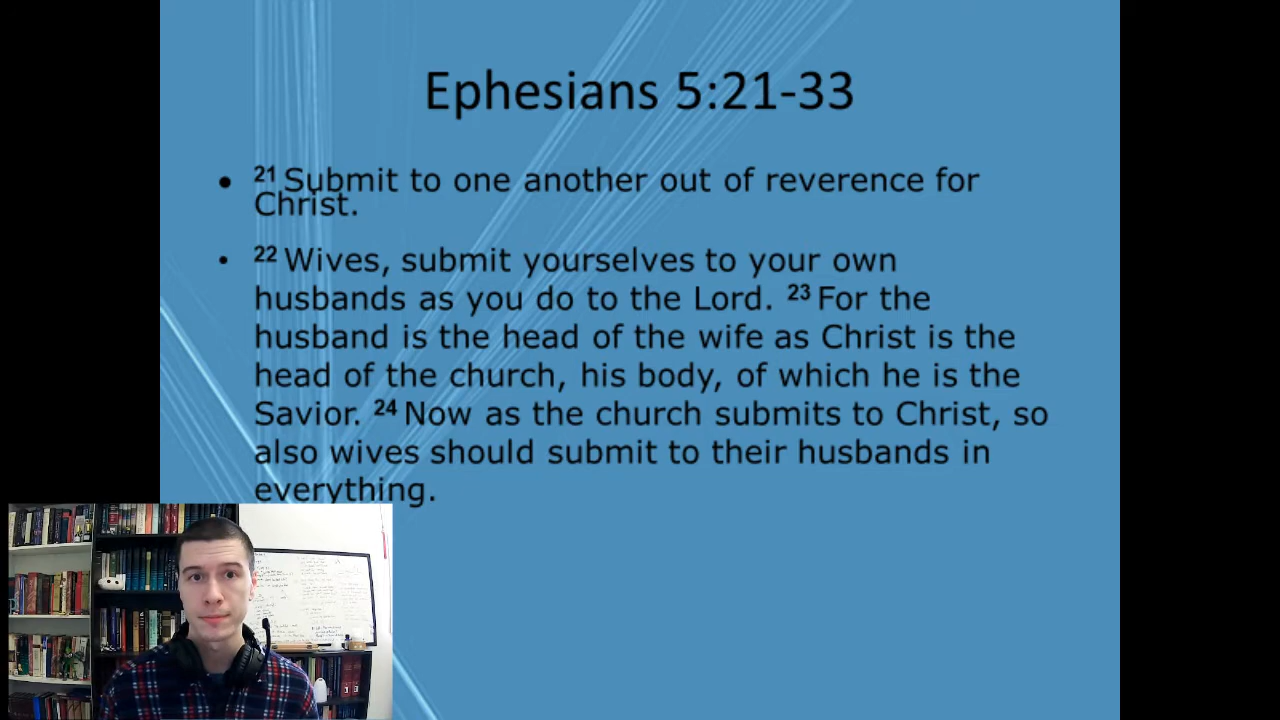 Ephesians 5:21-33
• 21 Submit to one another out of reverence for
Christ.
• 22 Wives, submit yourselves to your own
husbands as you do to the Lord. 23 For the
husband is the head of the wife as Christ is the
head of the church, his body, of which he is the
Savior. 24 Now as the church submits to Christ, so
also wives should submit to their husbands in
everything.